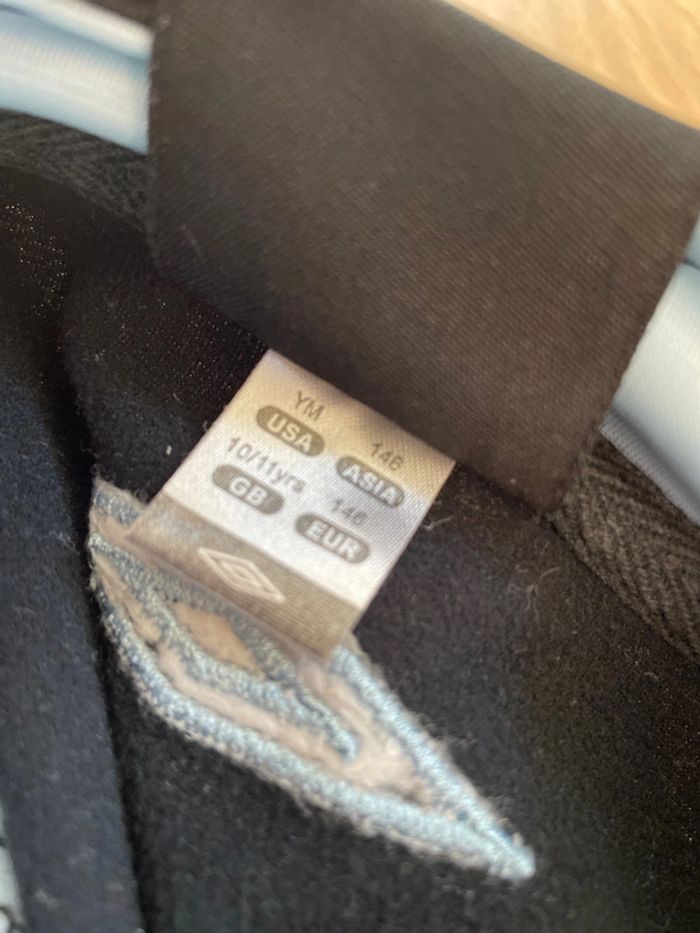 YM 146
USA ASIA
10/11yrs 146
GB EUR